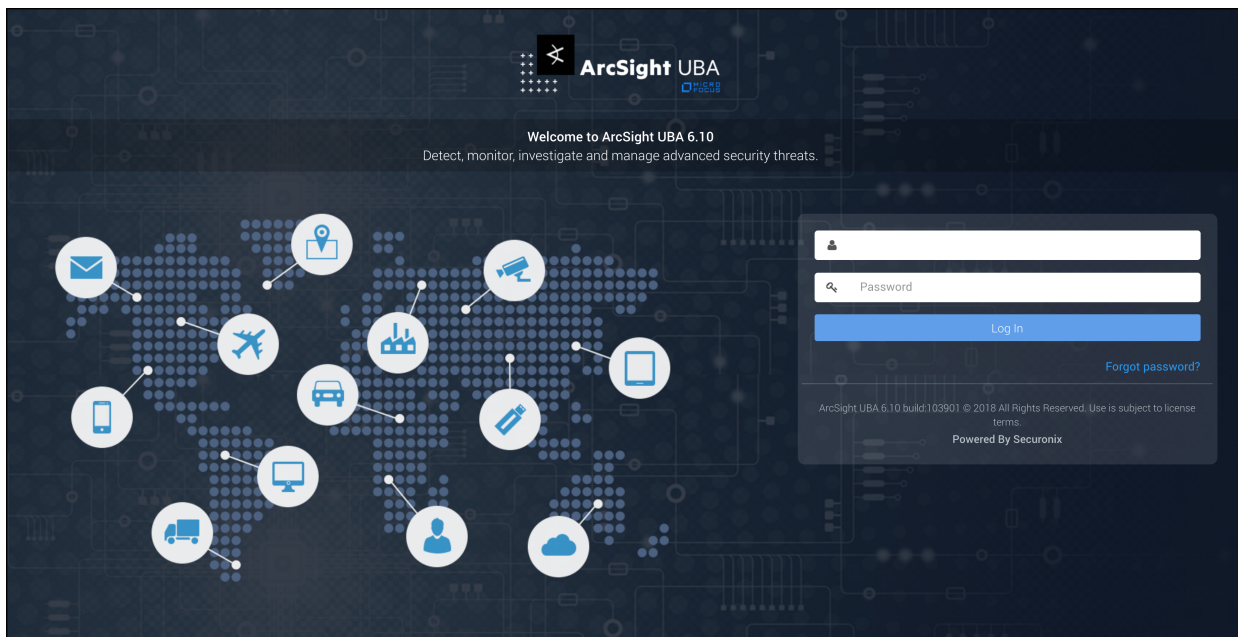 ArcSight UBA
MICRO
FOCUS
Welcome to ArcSight UBA 6.10
Detect, monitor, investigate and manage advanced security threats.
Password
Log In
Forgot password?
ArcSight UBA 6.10 build:103901 © 2018 All Rights Reserved. Use is subject to license
terms.
Powered By Securonix